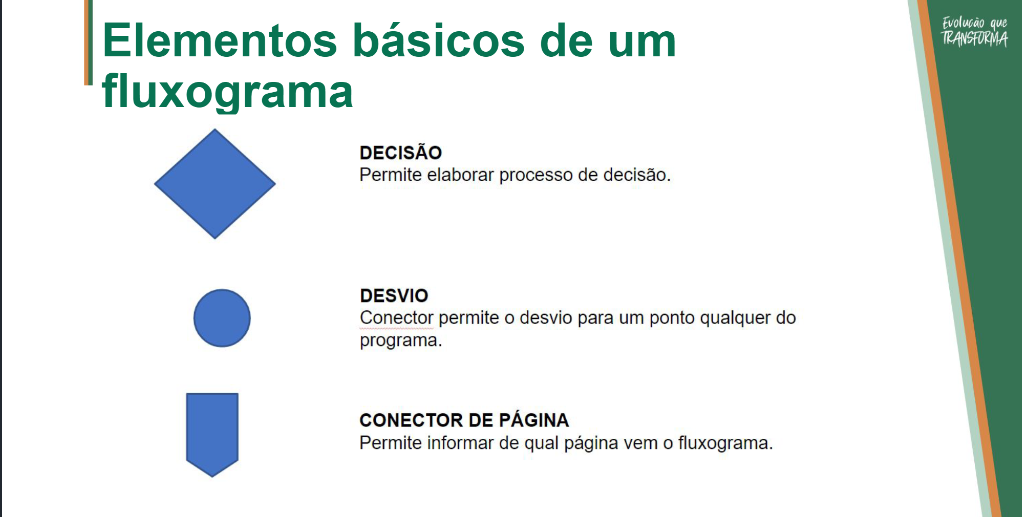 Elementos básicos de um
fluxograma
Evolução que
TRANSFORMA
DECISÃO
Permite elaborar processo de decisão.
DESVIO
Conector permite o desvio para um ponto qualquer do
programa.
CONECTOR DE PÁGINA
Permite informar de qual página vem o fluxograma.